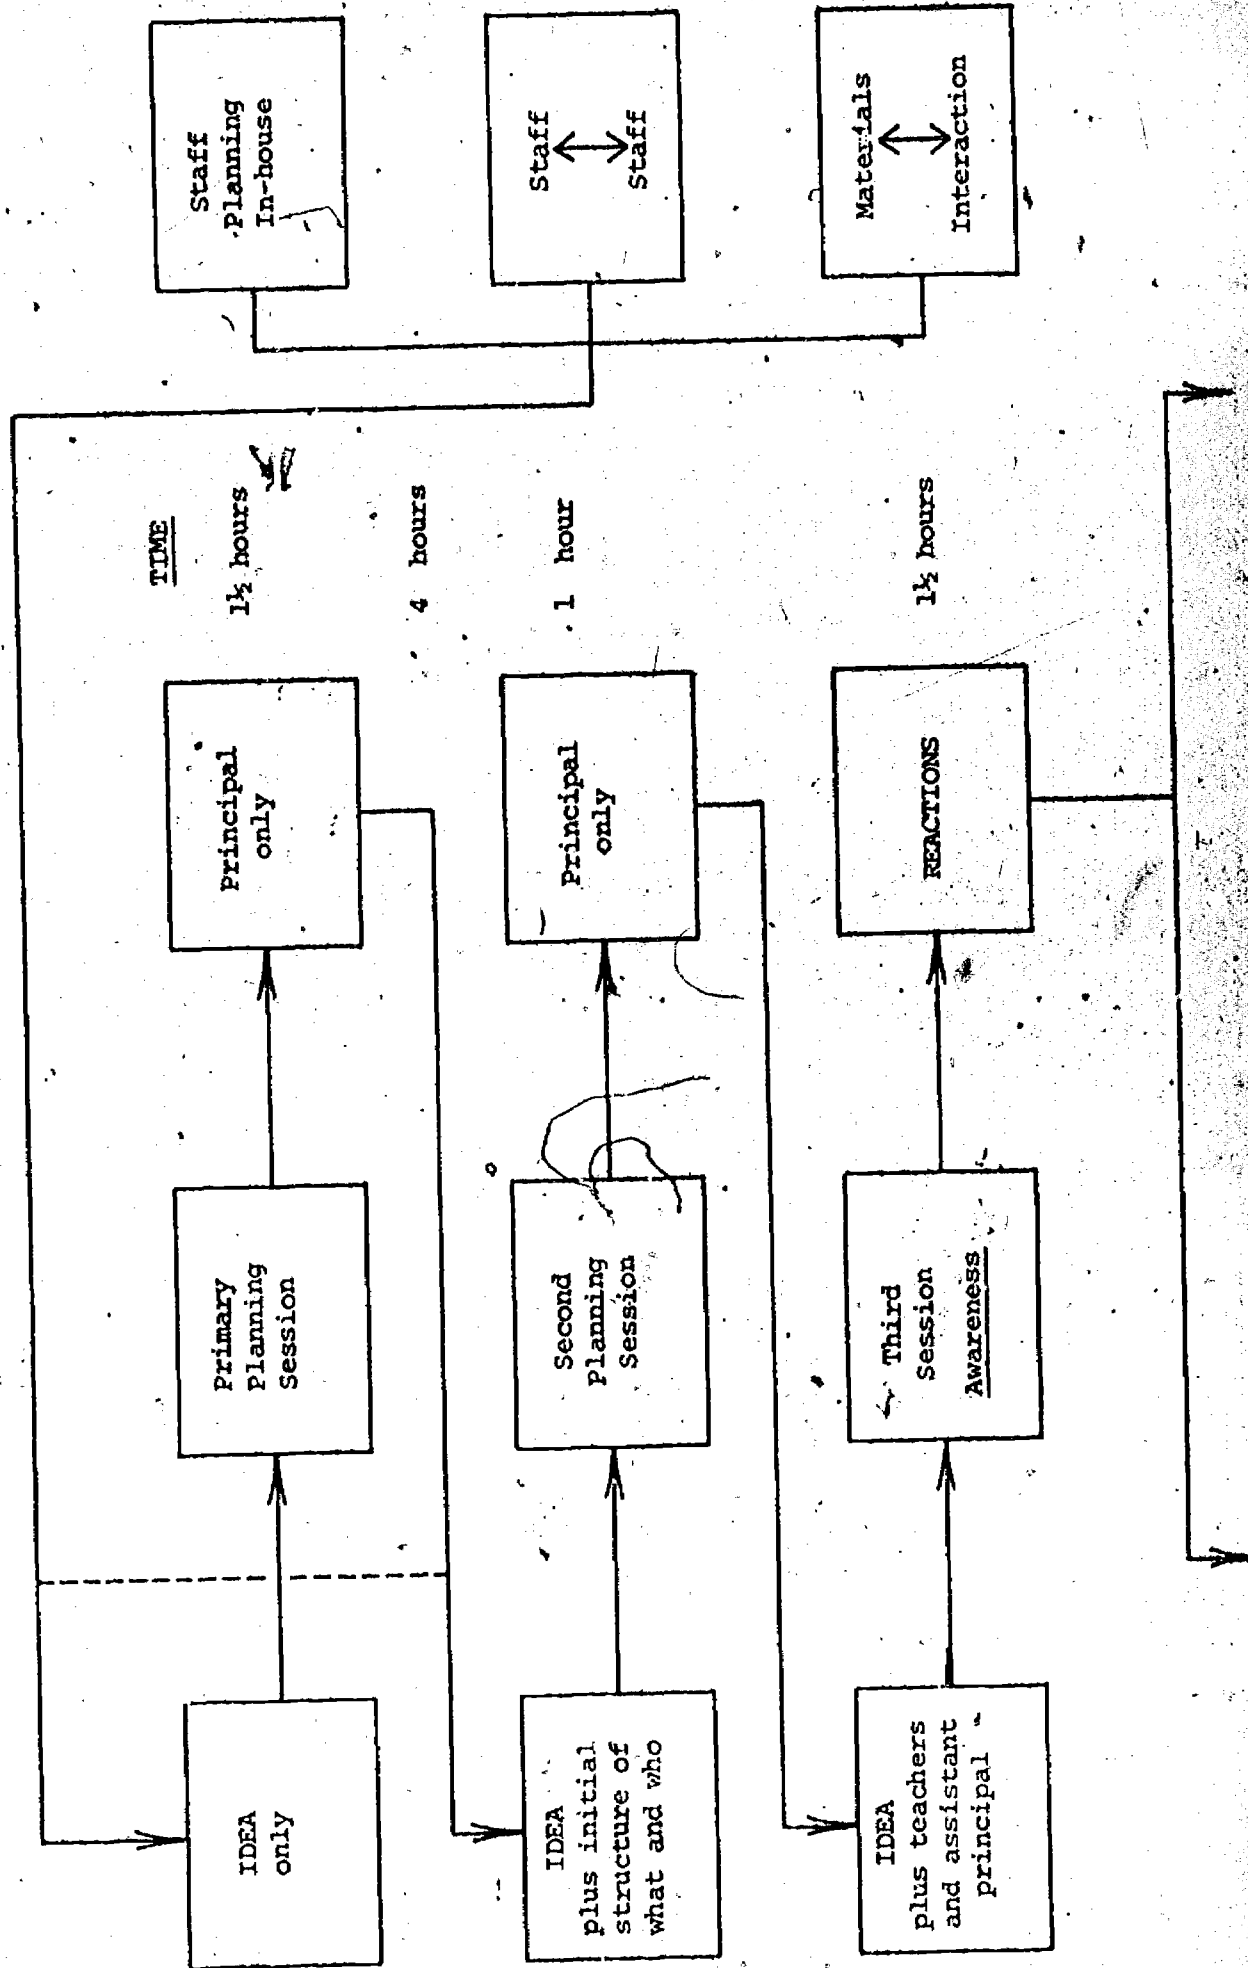 TIME
IDEA
only
Primary
Planning
Session
Principal
only
1½ hours
Staff
Planning
In-house
4 hours
IDEA
plus initial
structure of
what and who
Second
Planning
Session
Principal
only
1 hour
Staff
Staff
IDEA
plus teachers
and assistant
principal
Third
Session
Awareness
REACTIONS
1½ hours
Materials
Interaction